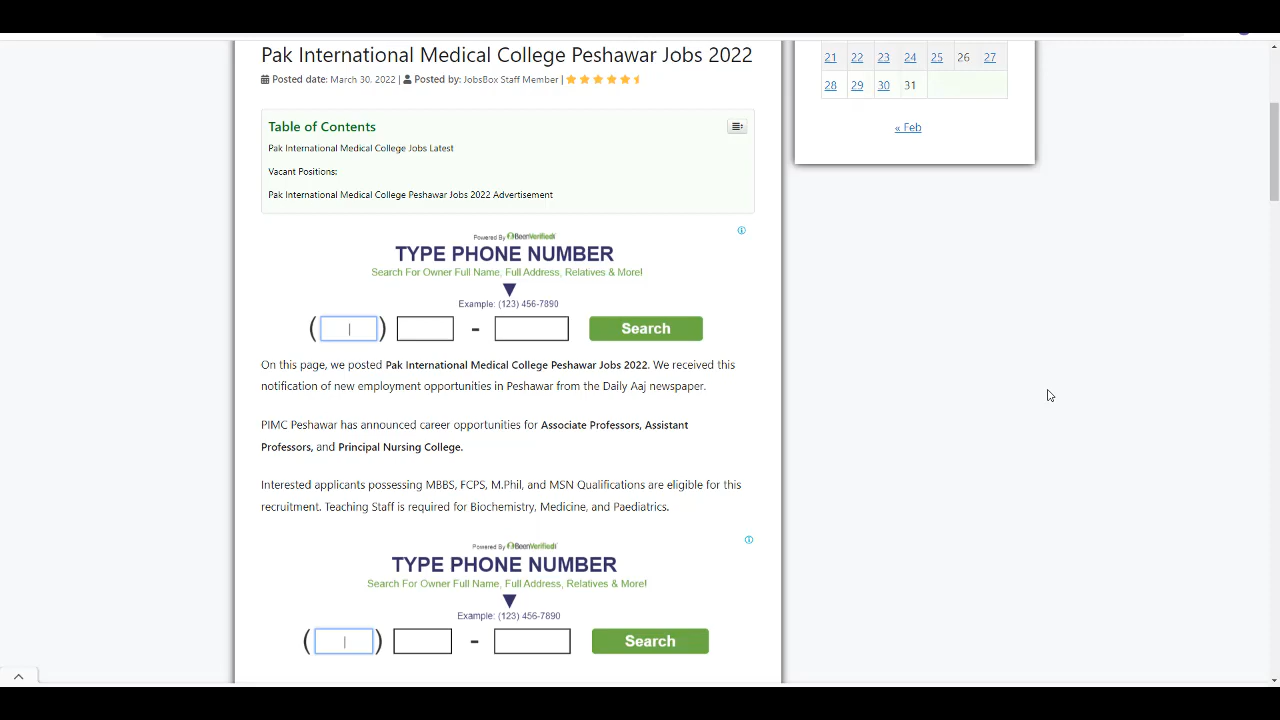 Pak International Medical College Peshawar Jobs 2022
Posted date: March 30, 2022 | Posted by: JobsBox Staff Member |
Table of Contents
Pak International Medical College Jobs Latest
Vacant Positions:
Pak International Medical College Peshawar Jobs 2022 Advertisement
Powered By BeenVerified
TYPE PHONE NUMBER
Search For Owner Full Name, Full Address, Relatives & More!
Example: (123) 456-7890
( ) - Search
On this page, we posted Pak International Medical College Peshawar Jobs 2022. We received this
notification of new employment opportunities in Peshawar from the Daily Aaj newspaper.
PIMC Peshawar has announced career opportunities for Associate Professors, Assistant
Professors, and Principal Nursing College.
Interested applicants possessing MBBS, FCPS, M.Phil, and MSN Qualifications are eligible for this
recruitment. Teaching Staff is required for Biochemistry, Medicine, and Paediatrics.
Powered By BeenVerified
TYPE PHONE NUMBER
Search For Owner Full Name, Full Address, Relatives & More!
Example: (123) 456-7890
( ) - Search
21 22 23 24 25 26 27
28 29 30 31
« Feb